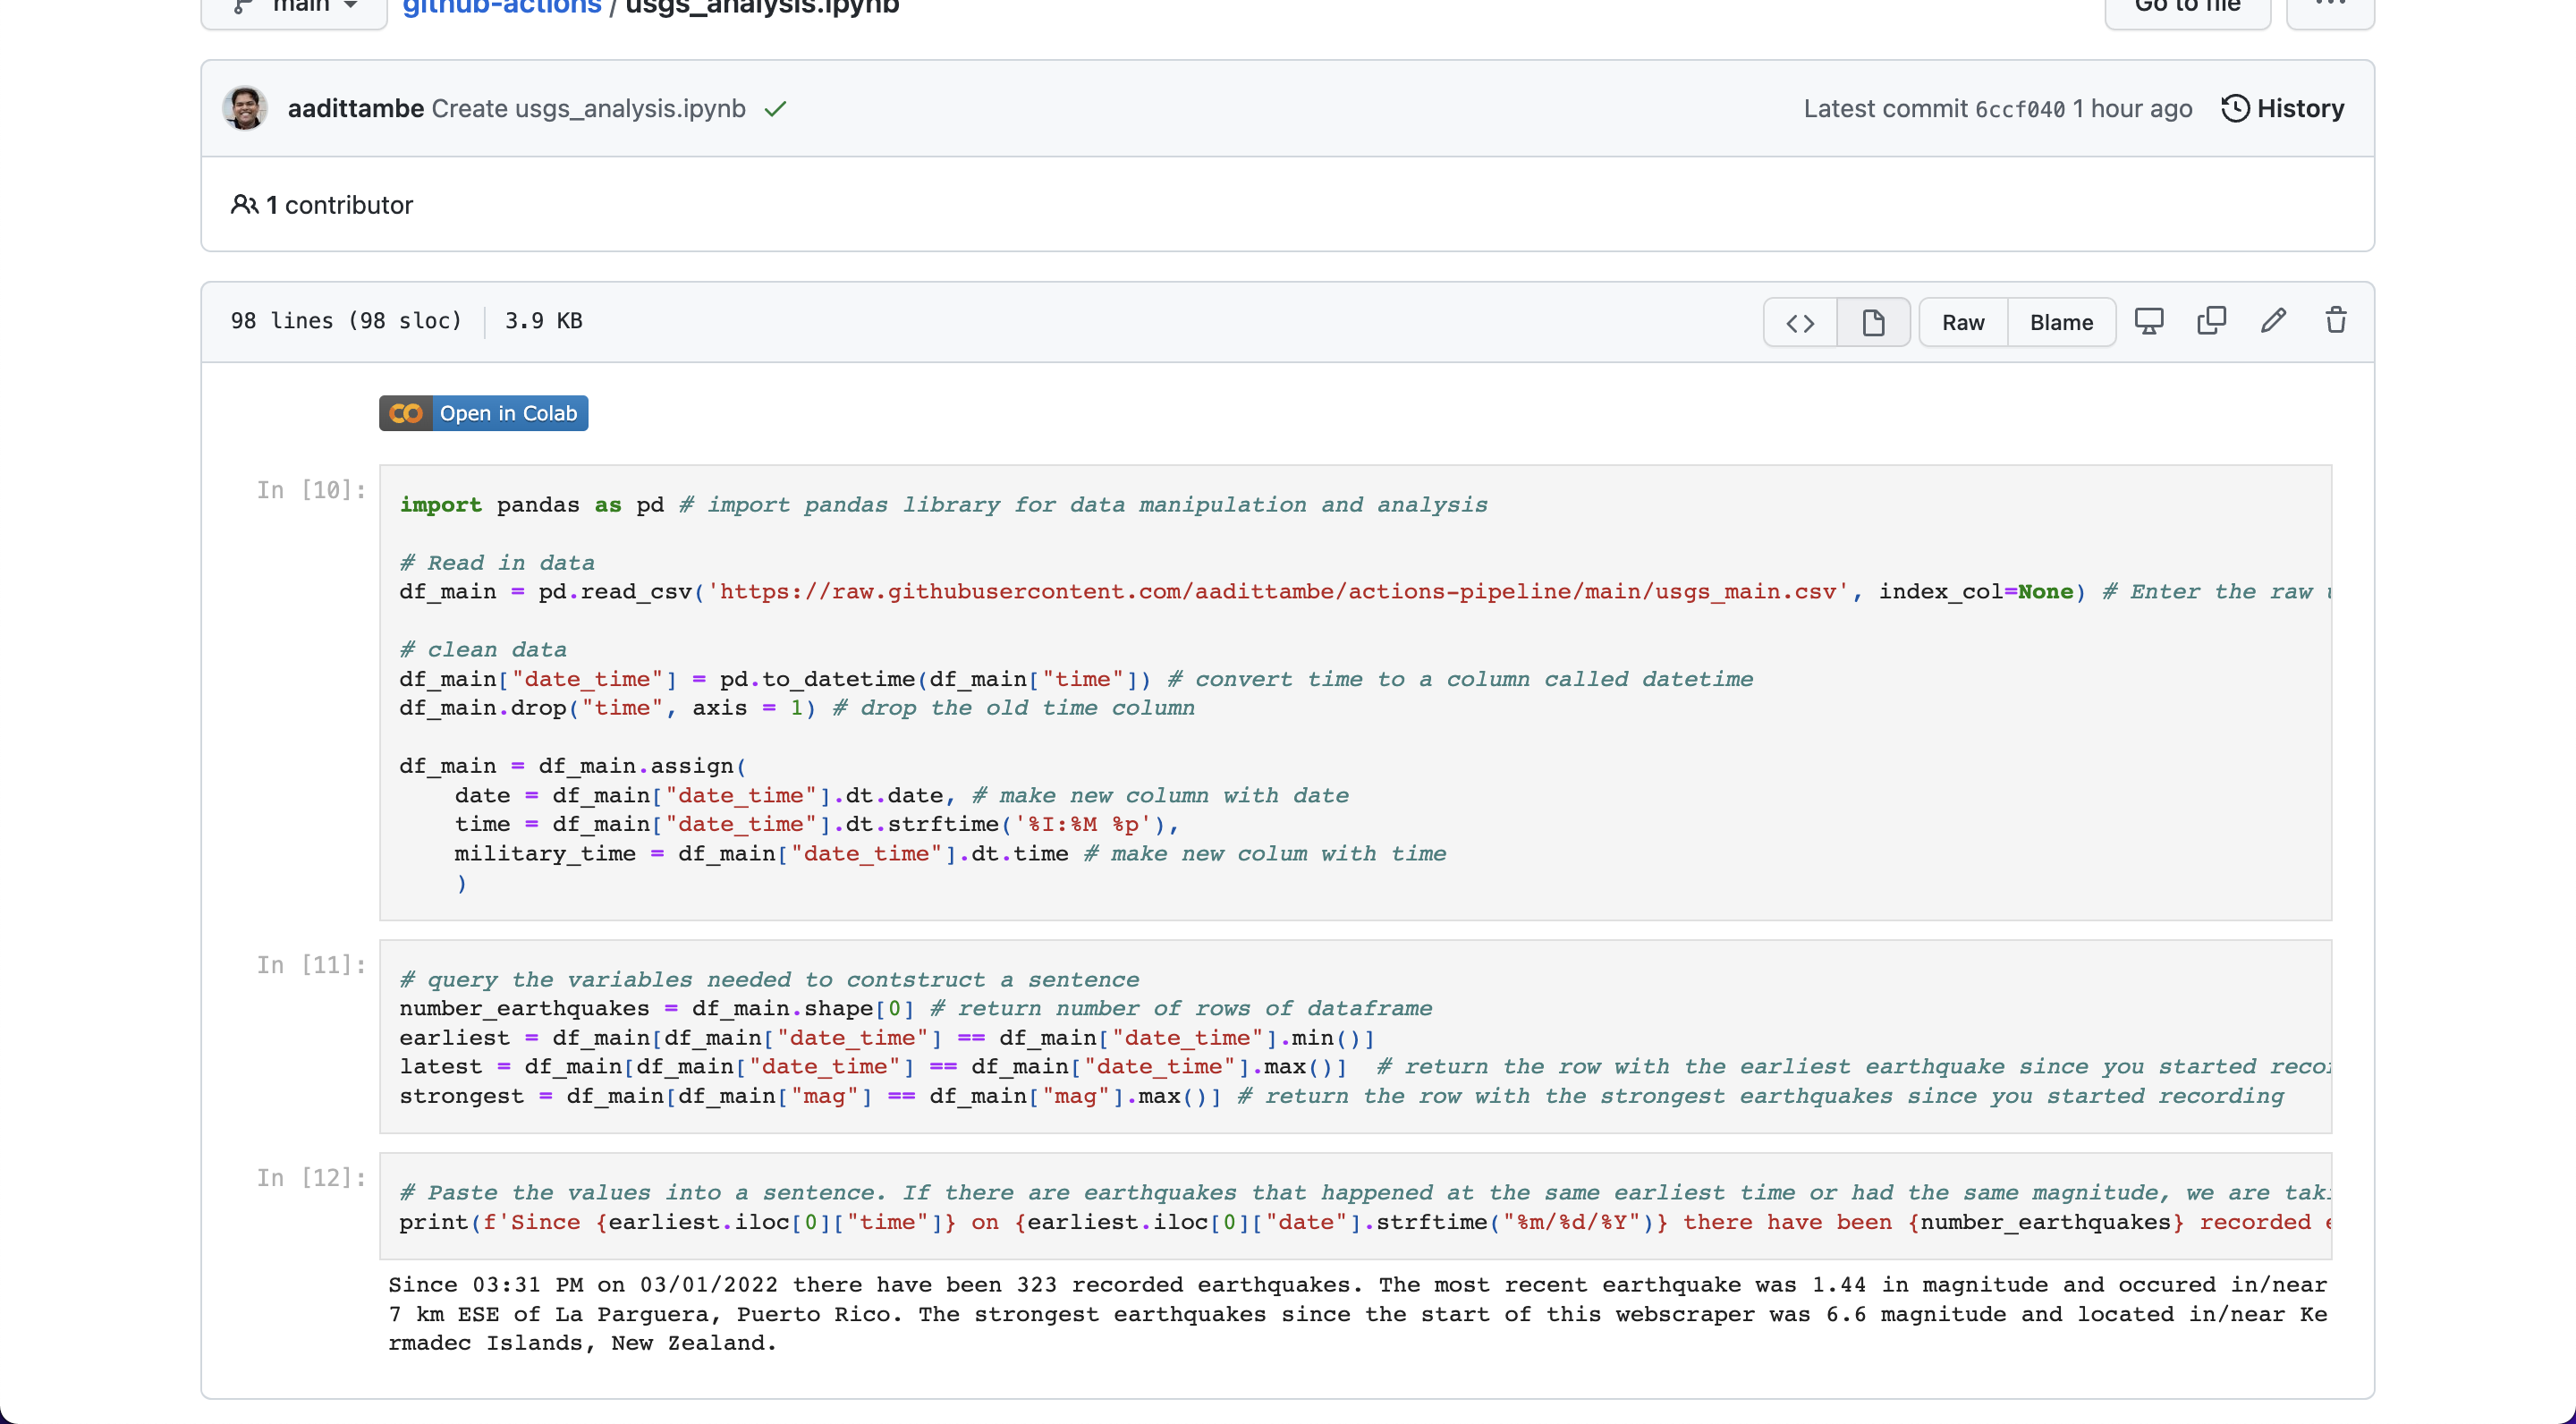 main
github-actions / usgs_analysis.ipynb
Go to file
aadittambe Create usgs_analysis.ipynb
Latest commit 6ccf040 1 hour ago
History
1 contributor
98 lines (98 sloc) 3.9 KB
Raw
Blame
Open in Colab
In [10]:
import pandas as pd # import pandas library for data manipulation and analysis
# Read in data
df_main = pd.read_csv('https://raw.githubusercontent.com/aadittambe/actions-pipeline/main/usgs_main.csv', index_col=None) # Enter the raw
# clean data
df_main["date_time"] = pd.to_datetime(df_main["time"]) # convert time to a column called datetime
df_main.drop("time", axis = 1) # drop the old time column
df_main = df_main.assign(
date = df_main["date_time"].dt.date, # make new column with date
time = df_main["date_time"].dt.strftime('%I:%M %p'),
military_time = df_main["date_time"].dt.time # make new colum with time
)
In [11]:
# query the variables needed to contstruct a sentence
number_earthquakes = df_main.shape[0] # return number of rows of dataframe
earliest = df_main[df_main["date_time"] == df_main["date_time"].min()]
latest = df_main[df_main["date_time"] == df_main["date_time"].max()] # return the row with the earliest earthquake since you started
strongest = df_main[df_main["mag"] == df_main["mag"].max()] # return the row with the strongest earthquakes since you started recording
In [12]:
# Paste the values into a sentence. If there are earthquakes that happened at the same earliest time or had the same magnitude, we are
print(f'Since {earliest.iloc[0]["time"]} on {earliest.iloc[0]["date"].strftime("%m/%d/%Y")} there have been {number_earthquakes} recorded
Since 03:31 PM on 03/01/2022 there have been 323 recorded earthquakes. The most recent earthquake was 1.44 in magnitude and occured in/near
7 km ESE of La Parguera, Puerto Rico. The strongest earthquakes since the start of this webscraper was 6.6 magnitude and located in/near Ke
rmadec Islands, New Zealand.